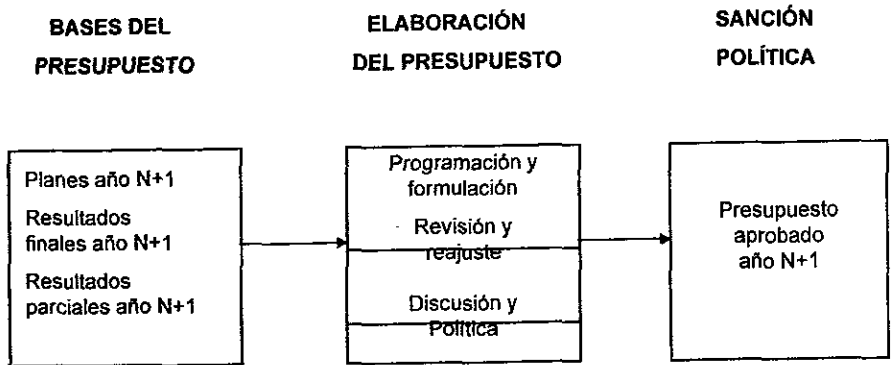 BASES DEL
PRESUPUESTO
ELABORACIÓN
DEL PRESUPUESTO
SANCIÓN
POLÍTICA
Planes año N+1
Resultados
finales año N+1
Resultados
parciales año N+1
Programación y
formulación
Revisión y
reajuste
Discusión y
Política
Presupuesto
aprobado
año N+1